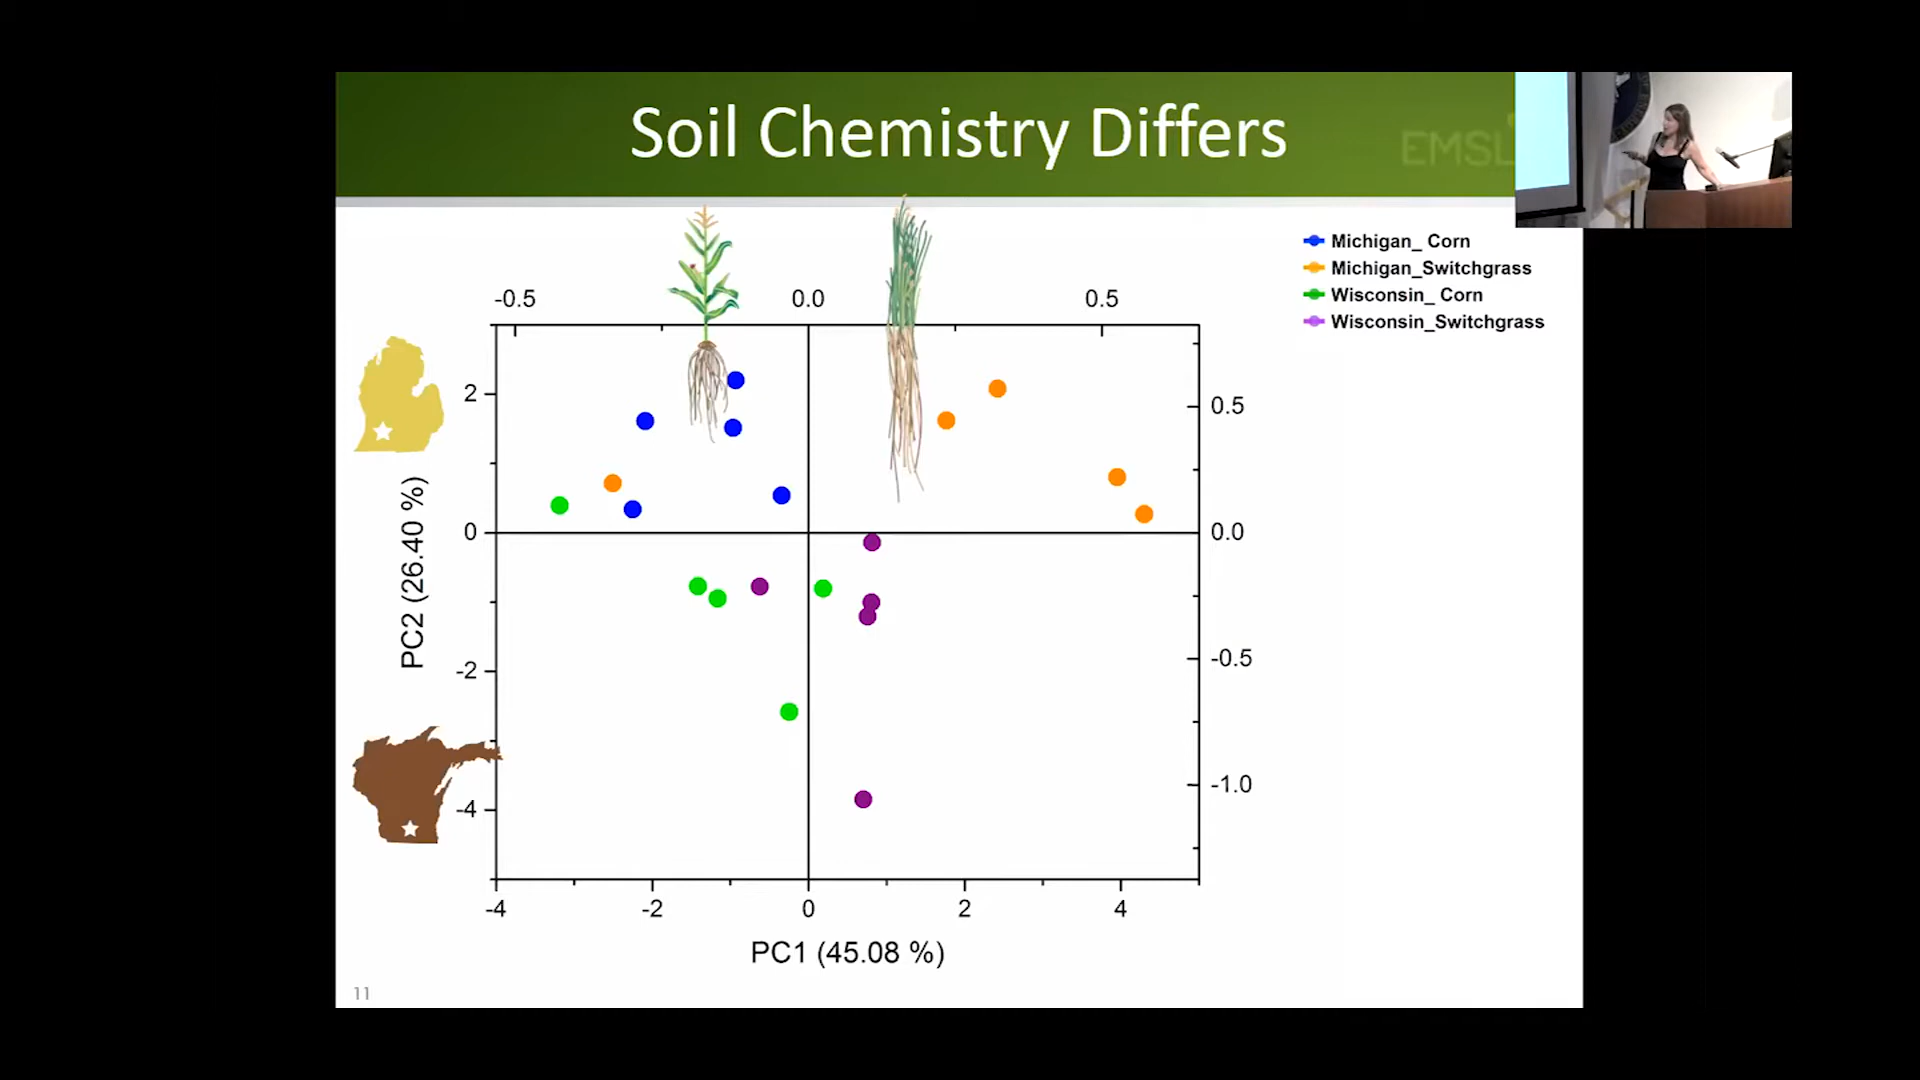 Soil Chemistry Differs
EMSL
Michigan_ Corn
Michigan_Switchgrass
Wisconsin_ Corn
Wisconsin_Switchgrass
-0.5 0.0 0.5
2
0
-2
-4
0.5
0.0
-0.5
-1.0
PC2 (26.40 %)
-4 -2 0 2 4
PC1 (45.08 %)
11